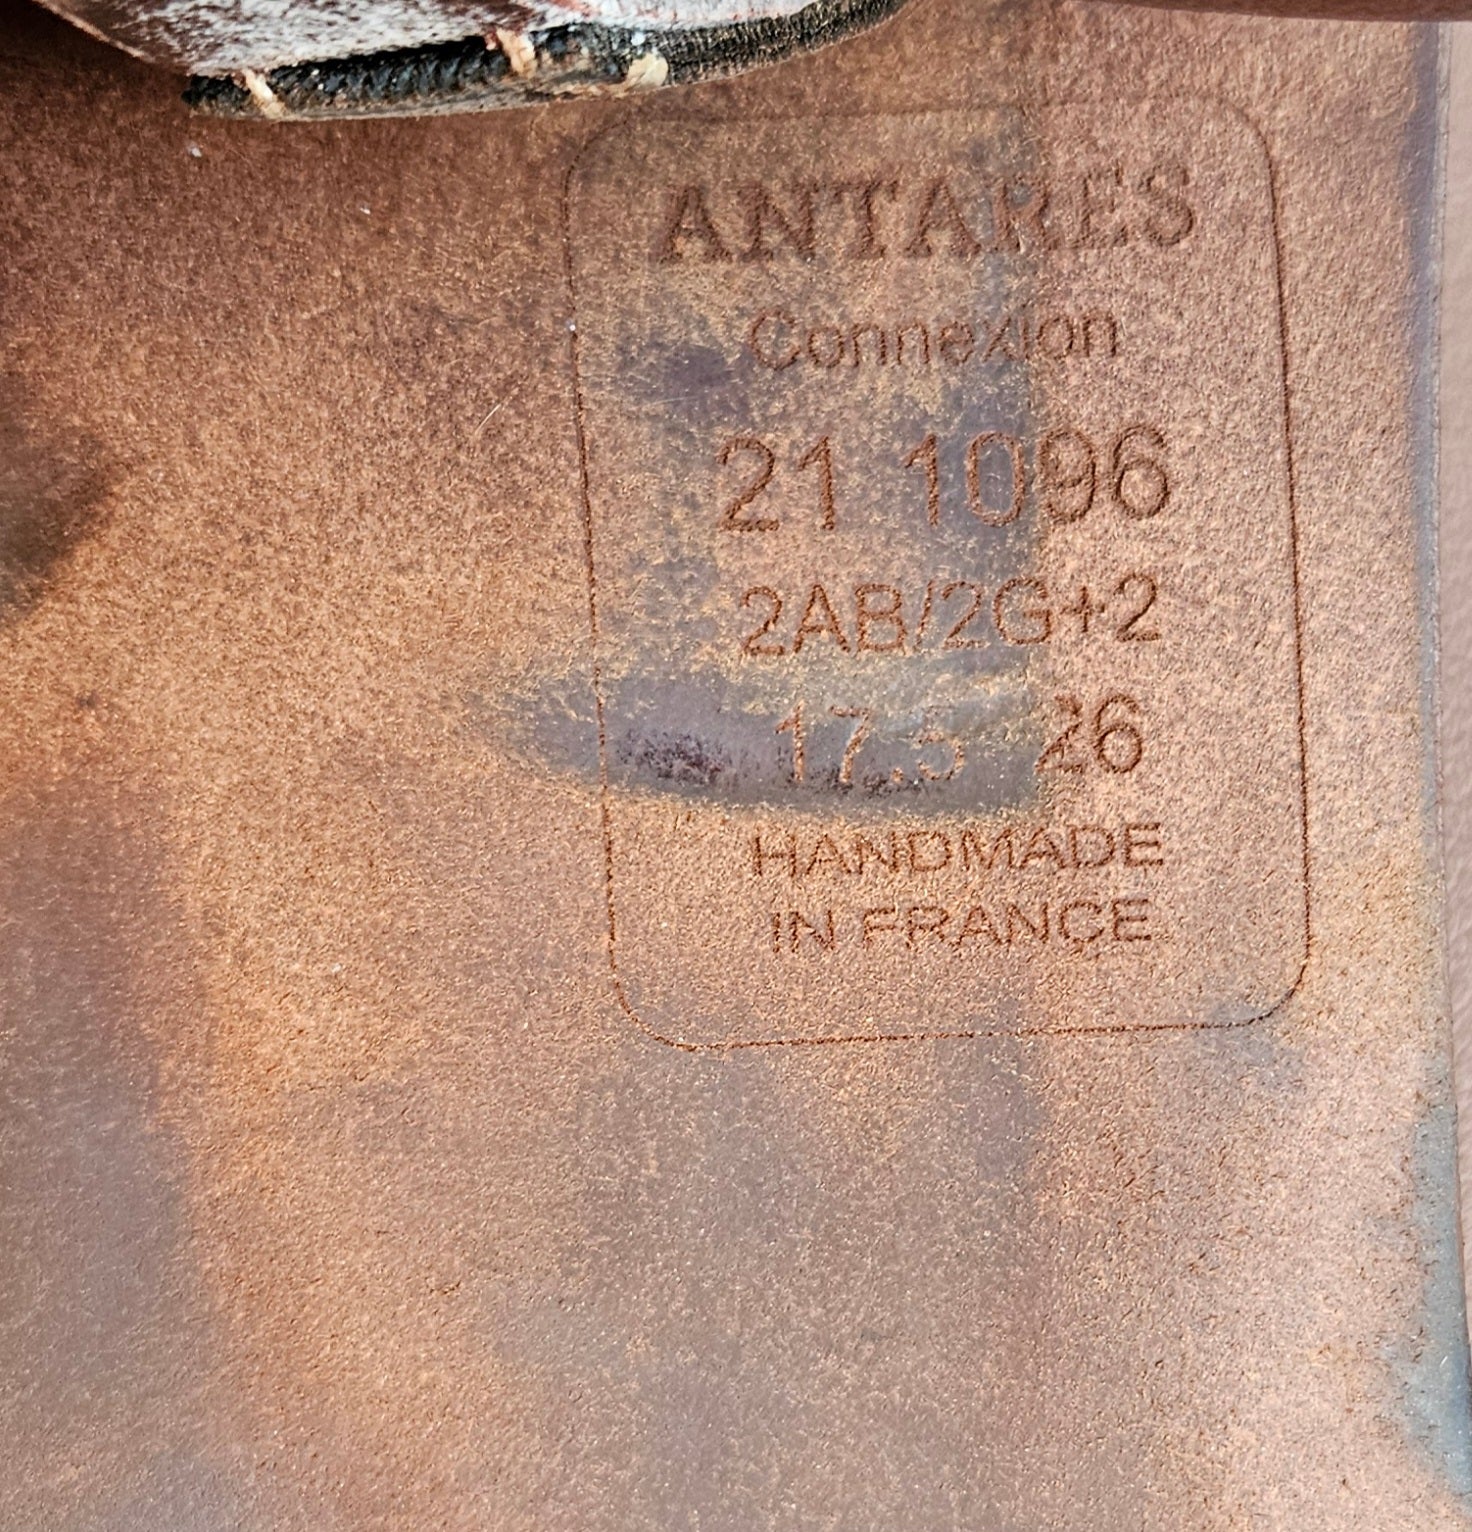 ANTARES
Connexion
21 1096
2AB/2G+2
17.5 26
HANDMADE
IN FRANCE